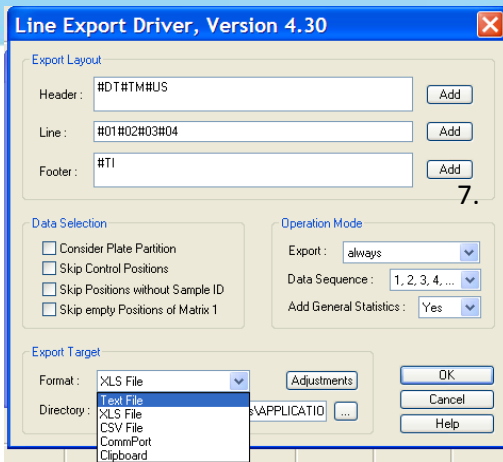 Line Export Driver, Version 4.30
Export Layout
Header :
#DT#TM#US
Add
Line :
#01#02#03#04
Add
Footer :
#TI
Add
7.
Data Selection
Consider Plate Partition
Skip Control Positions
Skip Positions without Sample ID
Skip empty Positions of Matrix 1
Operation Mode
Export :
always
Data Sequence :
1, 2, 3, 4, ...
Add General Statistics :
Yes
Export Target
Format :
XLS File
Adjustments
Text File
XLS File
CSV File
CommPort
Clipboard
Directory :
s\APPLICATIO
...
OK
Cancel
Help